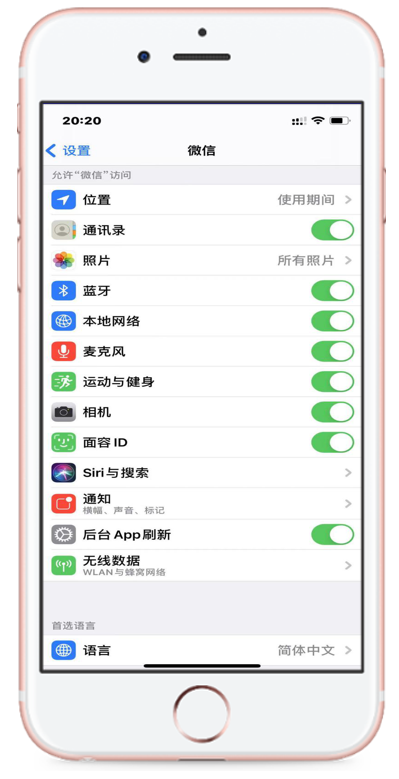 20:20
设置
微信
允许“微信”访问
位置
使用期间
通讯录
照片
所有照片
蓝牙
本地网络
麦克风
运动与健身
相机
面容 ID
Siri 与搜索
通知
横幅、声音、标记
后台 App 刷新
无线数据
WLAN 与蜂窝网络
首选语言
语言
简体中文